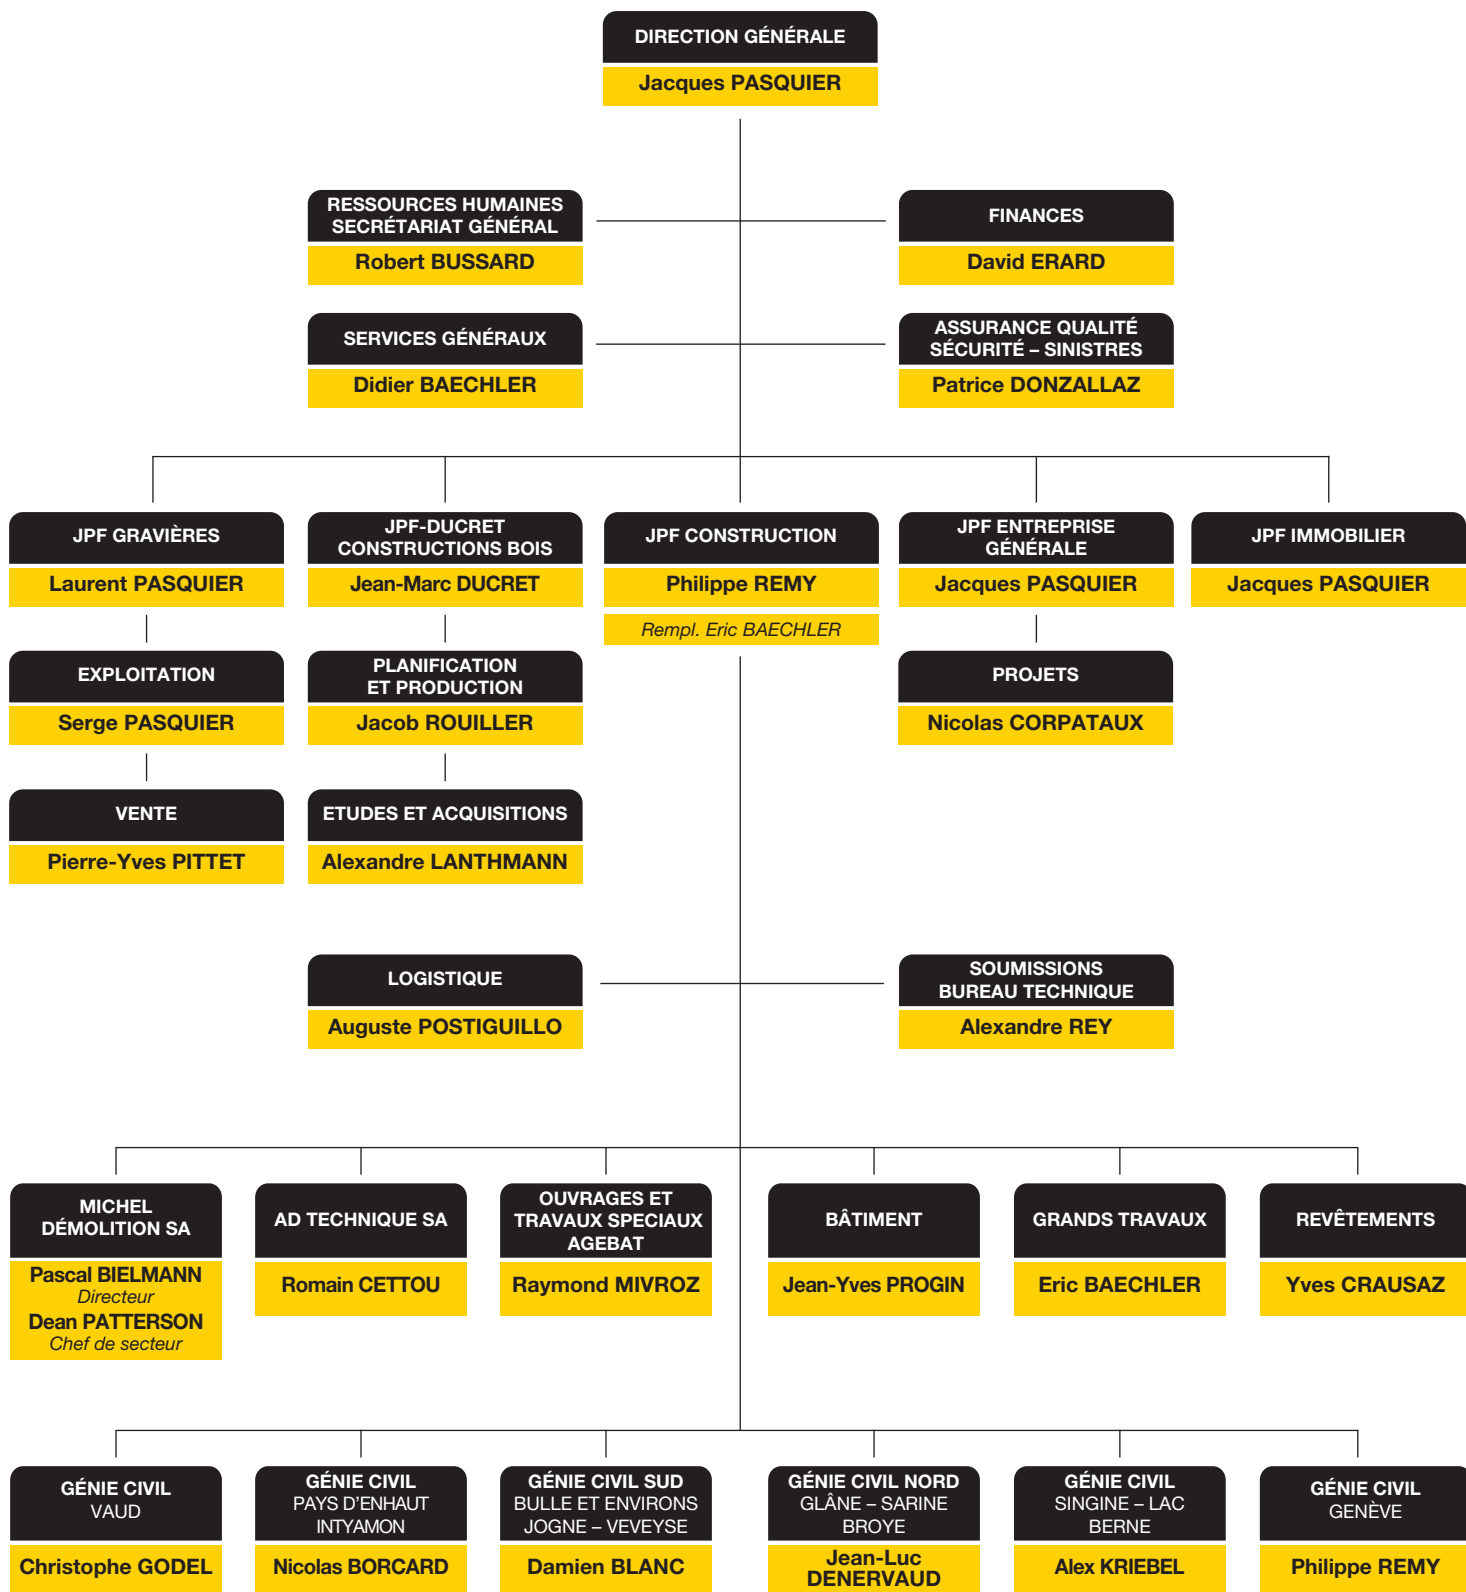 DIRECTION GÉNÉRALE
Jacques PASQUIER
RESSOURCES HUMAINES
SECRÉTARIAT GÉNÉRAL
Robert BUSSARD
FINANCES
David ERARD
SERVICES GÉNÉRAUX
Didier BAECHLER
ASSURANCE QUALITÉ
SÉCURITÉ – SINISTRES
Patrice DONZALLAZ
JPF GRAVIÈRES
Laurent PASQUIER
JPF-DUCRET
CONSTRUCTIONS BOIS
Jean-Marc DUCRET
JPF CONSTRUCTION
Philippe REMY
Rempl. Eric BAECHLER
JPF ENTREPRISE
GÉNÉRALE
Jacques PASQUIER
JPF IMMOBILIER
Jacques PASQUIER
EXPLOITATION
Serge PASQUIER
PLANIFICATION
ET PRODUCTION
Jacob ROUILLER
PROJETS
Nicolas CORPATAUX
VENTE
Pierre-Yves PITTET
ETUDES ET ACQUISITIONS
Alexandre LANTHMANN
LOGISTIQUE
Auguste POSTIGUILLO
SOUMISSIONS
BUREAU TECHNIQUE
Alexandre REY
MICHEL
DÉMOLITION SA
Pascal BIELMANN
Directeur
Dean PATTERSON
Chef de secteur
AD TECHNIQUE SA
Romain CETTOU
OUVRAGES ET
TRAVAUX SPECIAUX
AGEBAT
Raymond MIVROZ
BÂTIMENT
Jean-Yves PROGIN
GRANDS TRAVAUX
Eric BAECHLER
REVÊTEMENTS
Yves CRAUSAZ
GÉNIE CIVIL
VAUD
Christophe GODEL
GÉNIE CIVIL
PAYS D'ENHAUT
INTYAMON
Nicolas BORCARD
GÉNIE CIVIL SUD
BULLE ET ENVIRONS
JOGNE – VEVEYSE
Damien BLANC
GÉNIE CIVIL NORD
GLÂNE – SARINE
BROYE
Jean-Luc
DENERVAUD
GÉNIE CIVIL
SINGINE – LAC
BERNE
Alex KRIEBEL
GÉNIE CIVIL
GENÈVE
Philippe REMY